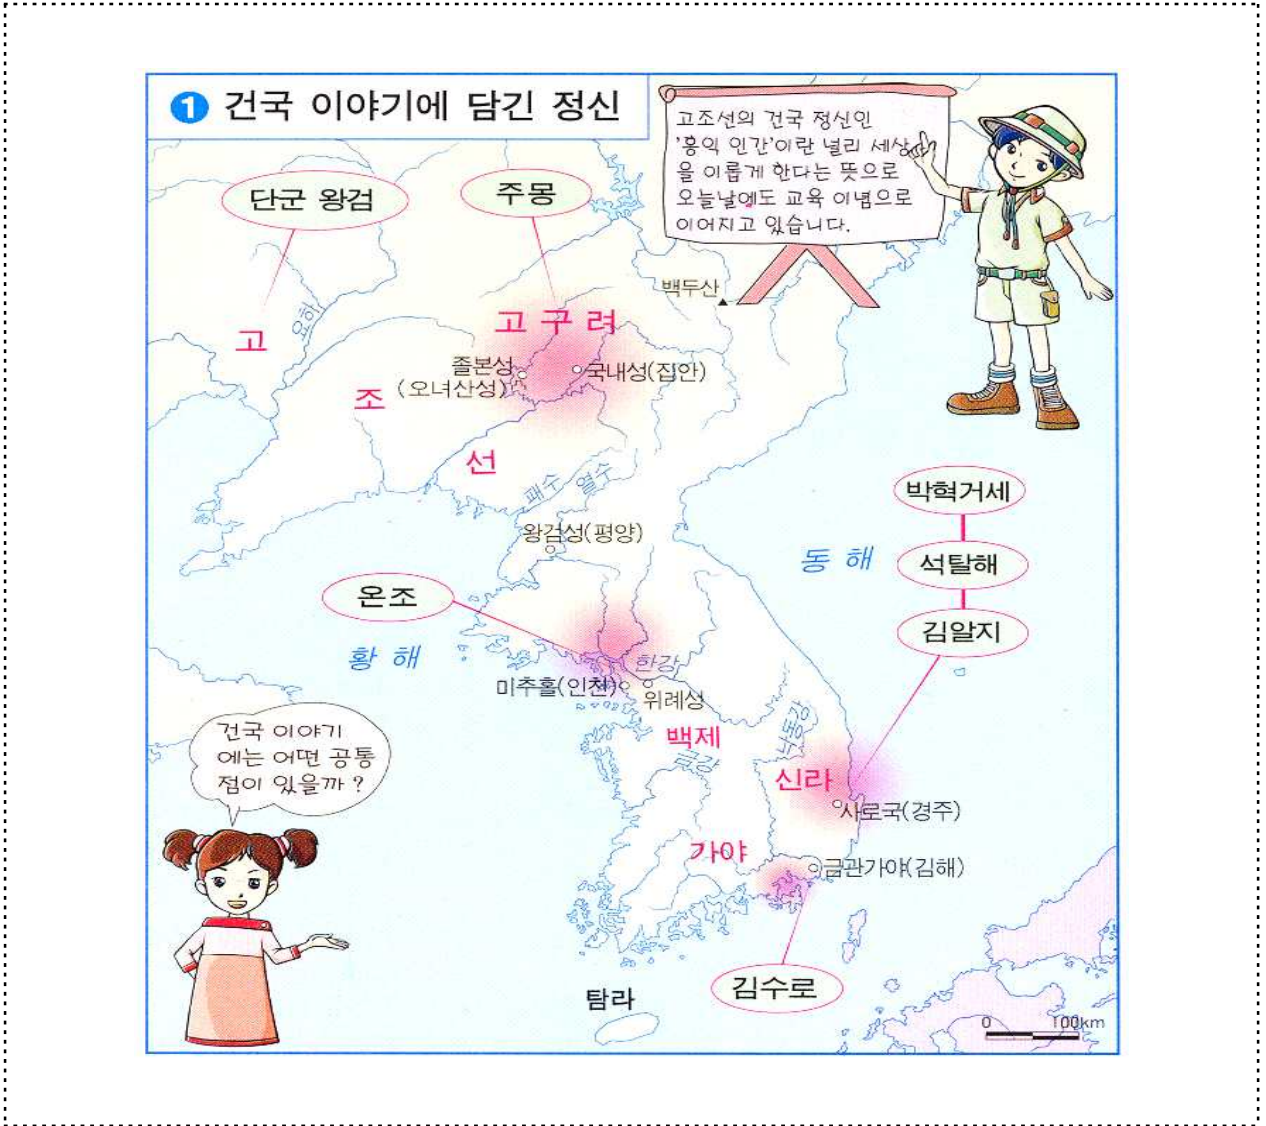 1 건국 이야기에 담긴 정신
고조선의 건국 정신인
'홍익 인간'이란 널리 세상
을 이롭게 한다는 뜻으로
오늘날에도 교육 이념으로
이어지고 있습니다.
단군 왕검
주몽
백두산
요하
고구려
고
조
선
졸본성
(오녀산성)
국내성(집안)
패수
열수
왕검성(평양)
박혁거세
석탈해
김알지
동해
온조
황해
한강
미추홀(인천)
위례성
백제
금강
낙동강
신라
사로국(경주)
건국 이야기
에는 어떤 공통
점이 있을까?
가야
금관가야(김해)
김수로
탐라
0 100km